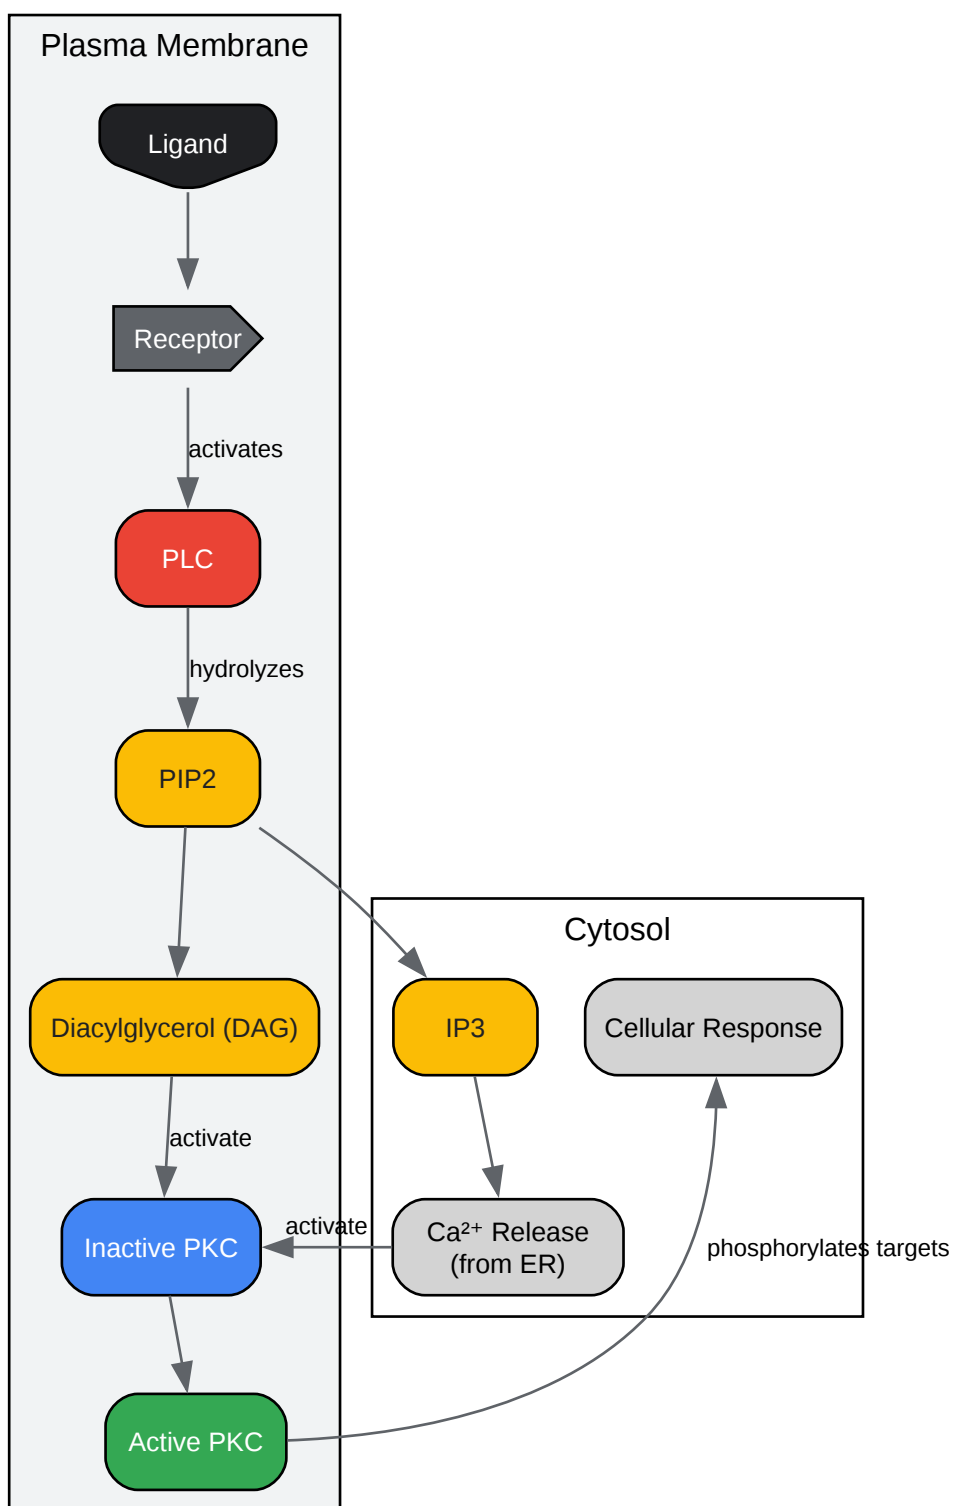 Plasma Membrane
Ligand
Receptor
activates
PLC
hydrolyzes
PIP2
Cytosol
Diacylglycerol (DAG)
IP3
Cellular Response
activate
activate
Inactive PKC
Ca²⁺ Release
(from ER)
phosphorylates targets
Active PKC